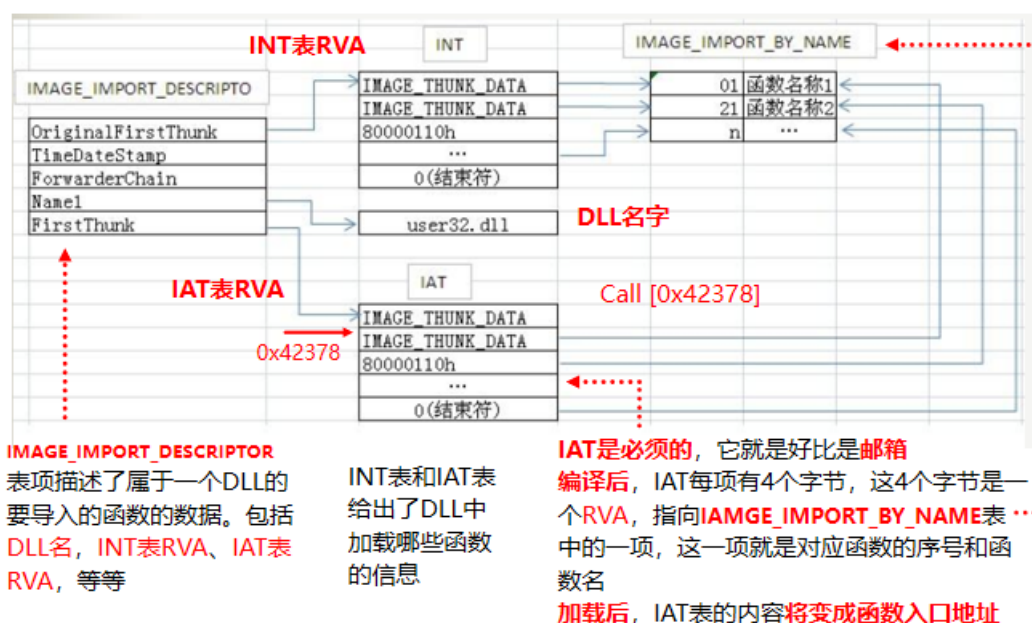 INT表RVA
INT
IMAGE_IMPORT_BY_NAME
IMAGE_IMPORT_DESCRIPTO
IMAGE_THUNK_DATA
01 函数名称1
IMAGE_THUNK_DATA
21 函数名称2
OriginalFirstThunk
80000110h
n ...
TimeDateStamp
...
ForwarderChain
0(结束符)
Name1
FirstThunk
user32.dll
DLL名字
IAT表RVA
IAT
Call [0x42378]
IMAGE_THUNK_DATA
0x42378
IMAGE_THUNK_DATA
80000110h
...
0(结束符)
IMAGE_IMPORT_DESCRIPTOR
表项描述了属于一个DLL的
要导入的函数的数据。包括
DLL名，INT表RVA、IAT表
RVA，等等
INT表和IAT表
给出了DLL中
加载哪些函数
的信息
IAT是必须的，它就是好比是邮箱
编译后，IAT每项有4个字节，这4个字节是一
个RVA，指向IAMGE_IMPORT_BY_NAME表
中的一项，这一项就是对应函数的序号和函
数名
加载后，IAT表的内容将变成函数入口地址